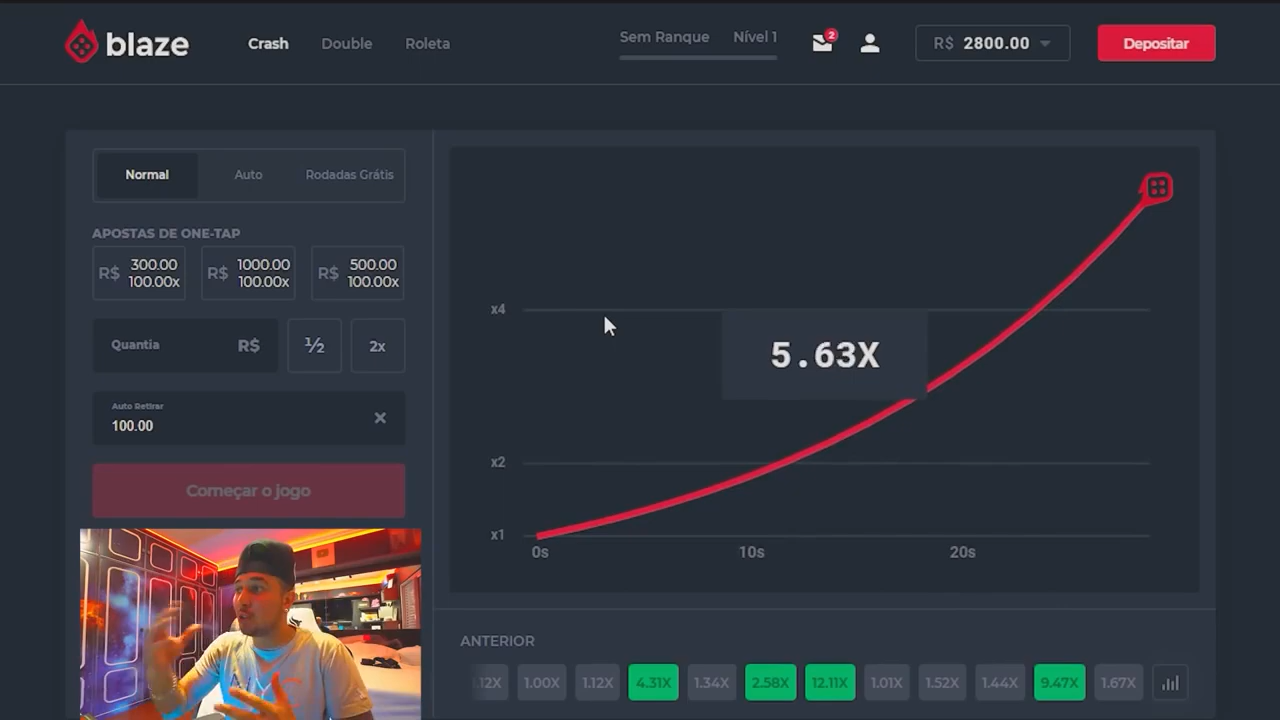 blaze
Crash Double Roleta
Sem Ranque Nível 1
2
R$ 2800.00
Depositar
Normal Auto Rodadas Grátis
APOSTAS DE ONE-TAP
R$ 300.00 100.00x
R$ 1000.00 100.00x
R$ 500.00 100.00x
Quantia R$ ½ 2x
Auto Retirar
100.00
Começar o jogo
5.63X
x4
x2
x1
0s 10s 20s
ANTERIOR
.12X 1.00X 1.12X 4.31X 1.34X 2.58X 12.11X 1.01X 1.52X 1.44X 9.47X 1.67X